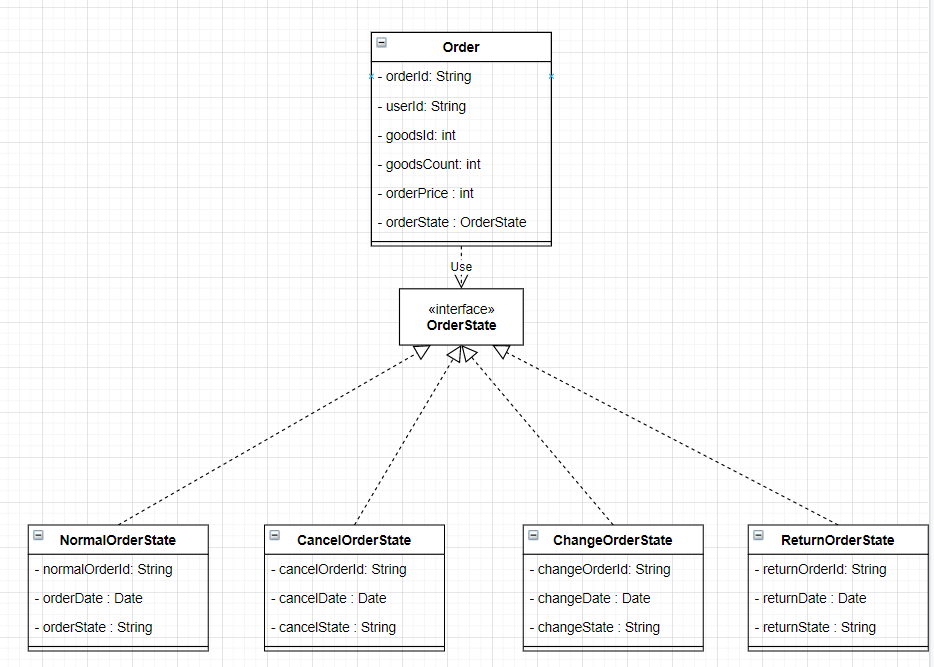 Order
- orderId: String
- userId: String
- goodsId: int
- goodsCount: int
- orderPrice : int
- orderState : OrderState
Use
«interface»
OrderState
NormalOrderState
- normalOrderId: String
- orderDate : Date
- orderState : String
CancelOrderState
- cancelOrderId: String
- cancelDate : Date
- cancelState : String
ChangeOrderState
- changeOrderId: String
- changeDate : Date
- changeState : String
ReturnOrderState
- returnOrderId: String
- returnDate : Date
- returnState : String